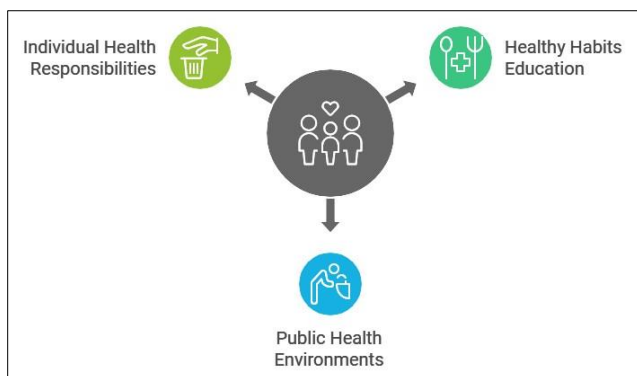 Individual Health
Responsibilities
Healthy Habits
Education
Public Health
Environments